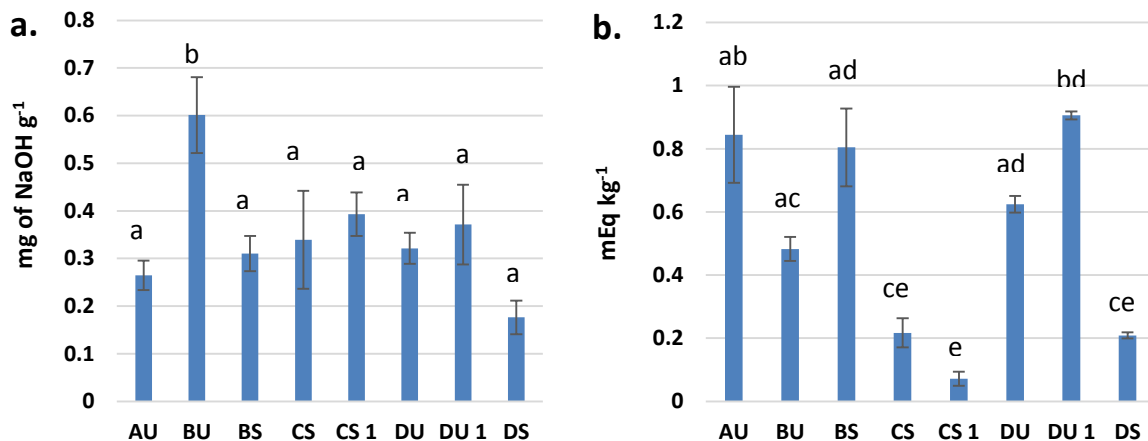 a.
mg of NaOH g⁻¹
0.8
0.7
0.6
0.5
0.4
0.3
0.2
0.1
0
a
b
a
a
a
a
a
a
AU BU BS CS CS 1 DU DU 1 DS
b.
mEq kg⁻¹
1.2
1
0.8
0.6
0.4
0.2
0
ab
ac
ad
ce
e
ad
bd
ce
AU BU BS CS CS 1 DU DU 1 DS